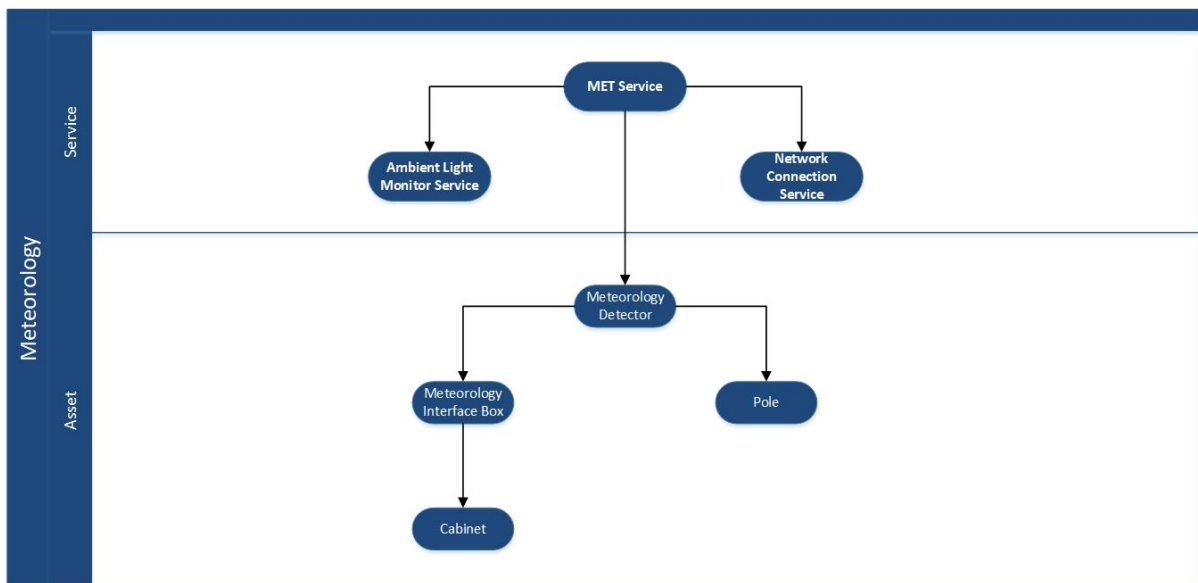 Meteorology
Service
MET Service
Ambient Light
Monitor Service
Network
Connection
Service
Asset
Meteorology
Detector
Meteorology
Interface Box
Pole
Cabinet